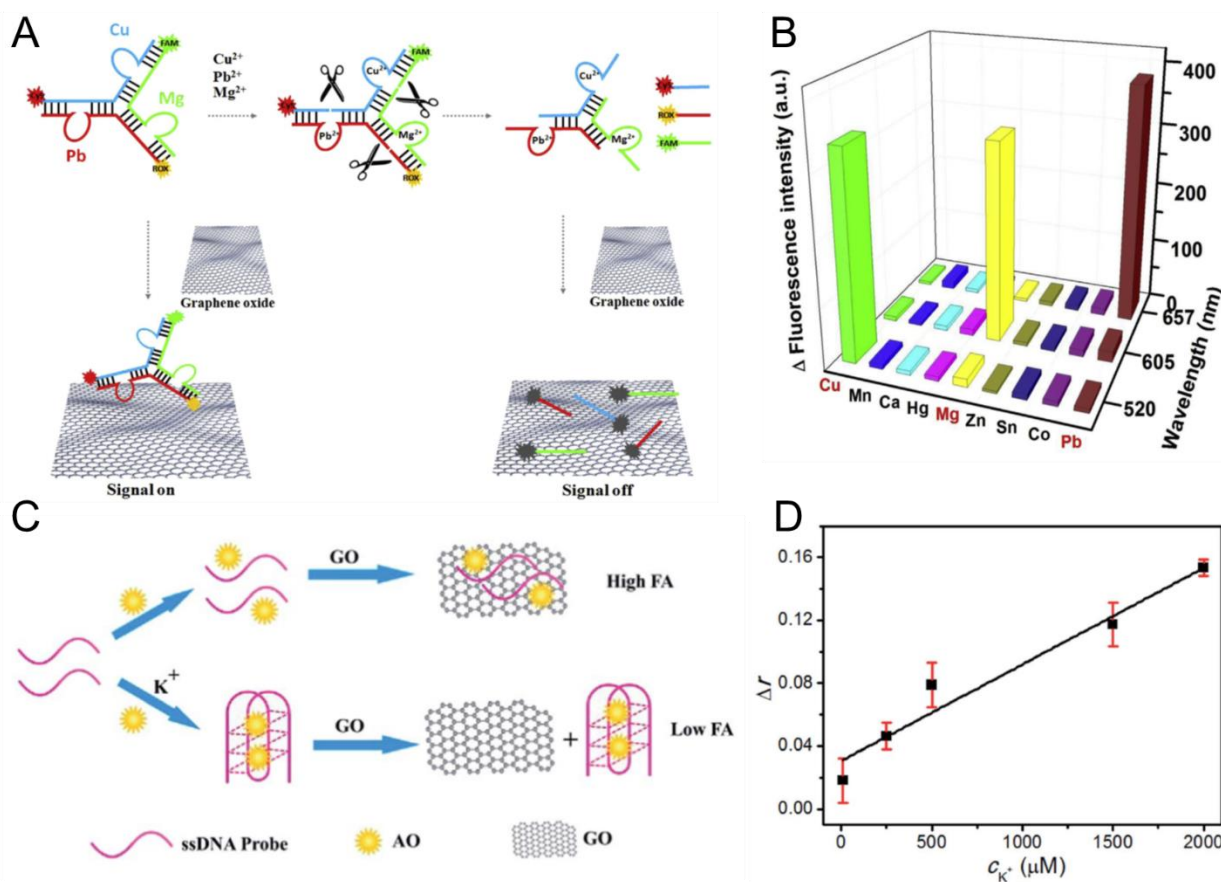 A
Cu
FAM
Cu²⁺
Pb²⁺
Mg²⁺
FAM
Cu²⁺
Cu²⁺
Mg
Pb²⁺
Mg²⁺
Pb²⁺
Mg²⁺
ROX
FAM
Pb
ROX
ROX
Graphene oxide
Graphene oxide
Signal on
Signal off
B
Δ Fluorescence intensity (a.u.)
400
300
200
100
0
657
605
520
Wavelength (nm)
Cu
Mn
Ca
Hg
Mg
Zn
Sn
Co
Pb
C
GO
High FA
K⁺
GO
+
Low FA
ssDNA Probe
AO
GO
D
0.16
0.12
0.08
0.04
0.00
Δr
0
500
1000
1500
2000
c K⁺ (μM)